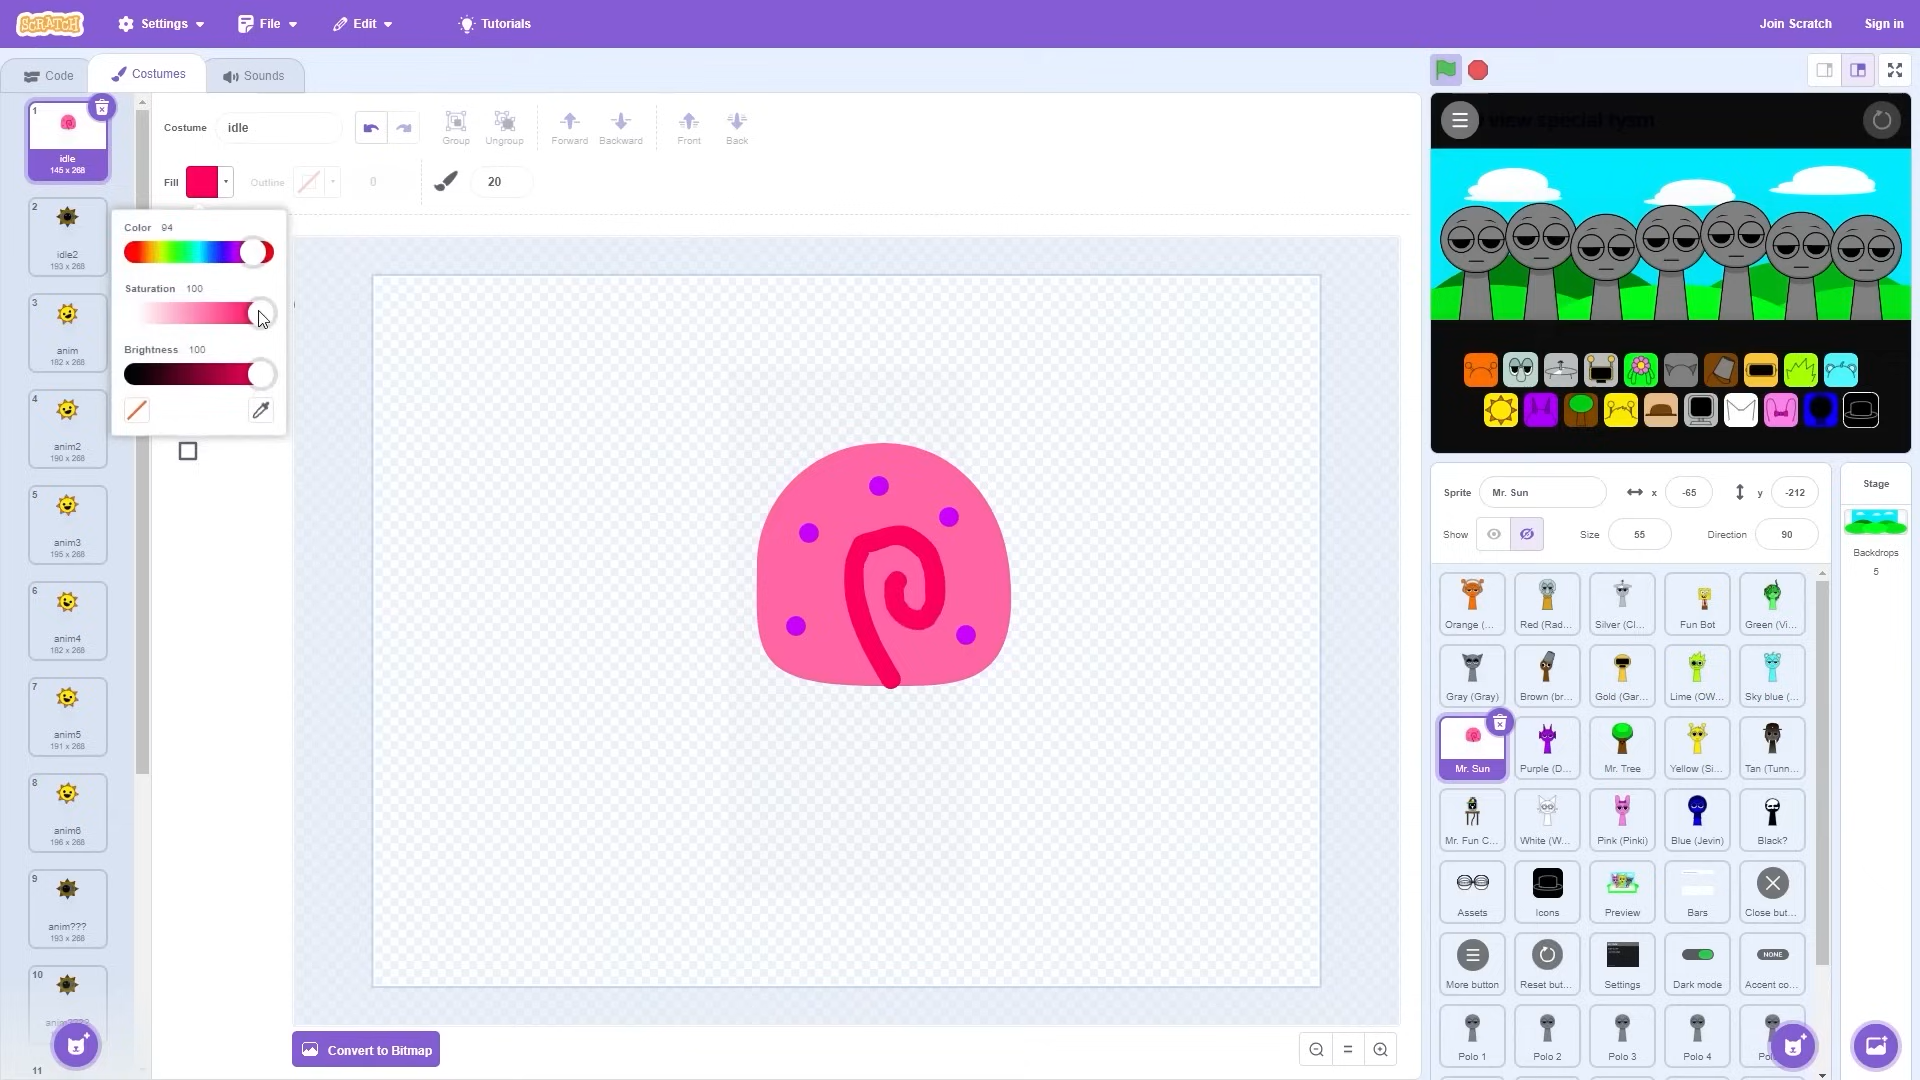 SCRATCH
Settings
File
Edit
Tutorials
Join Scratch
Sign in
Code
Costumes
Sounds
1
idle
145 x 268
2
idle2
193 x 268
3
anim
182 x 268
4
anim2
190 x 268
5
anim3
195 x 268
6
anim4
182 x 268
7
anim5
191 x 268
8
anim6
196 x 268
9
anim???
193 x 268
10
11
Costume
idle
Group
Ungroup
Forward
Backward
Front
Back
Fill
Outline
0
20
Color 94
Saturation 100
Brightness 100
Convert to Bitmap
view special tysm
Sprite
Mr. Sun
x
-65
y
-212
Show
Size
55
Direction
90
Stage
Backdrops
5
Orange (...
Red (Rad...
Silver (Cl...
Fun Bot
Green (Vi...
Gray (Gray)
Brown (br...
Gold (Gar...
Lime (OW...
Sky blue (...
Mr. Sun
Purple (D...
Mr. Tree
Yellow (Si...
Tan (Tunn...
Mr. Fun C...
White (W...
Pink (Pinki)
Blue (Jevin)
Black?
Assets
Icons
Preview
Bars
Close but...
NONE
More button
Reset but...
Settings
Dark mode
Accent co...
Polo 1
Polo 2
Polo 3
Polo 4